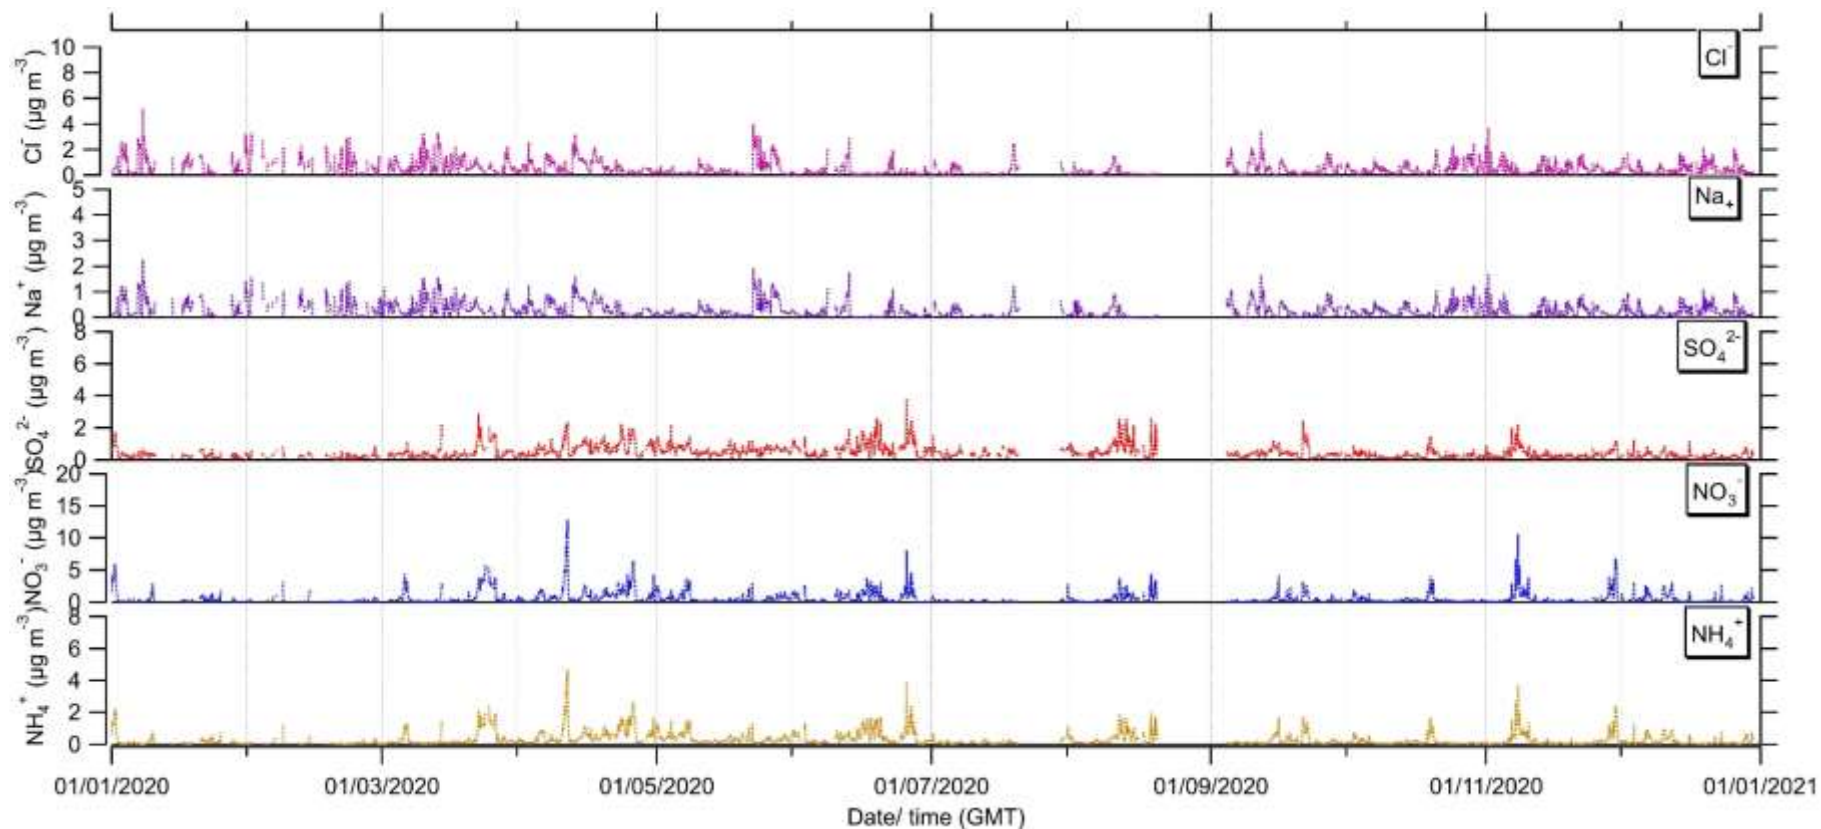 10
8
6
4
2
0
Cl⁻ (µg m⁻³)
Cl⁻
5
4
3
2
1
0
Na⁺ (µg m⁻³)
Na₊
8
6
4
2
0
SO₄²⁻ (µg m⁻³)
SO₄²⁻
20
15
10
5
0
NO₃⁻ (µg m⁻³)
NO₃⁻
8
6
4
2
0
NH₄⁺ (µg m⁻³)
NH₄⁺
01/01/2020 01/03/2020 01/05/2020 01/07/2020 01/09/2020 01/11/2020 01/01/2021
Date/ time (GMT)